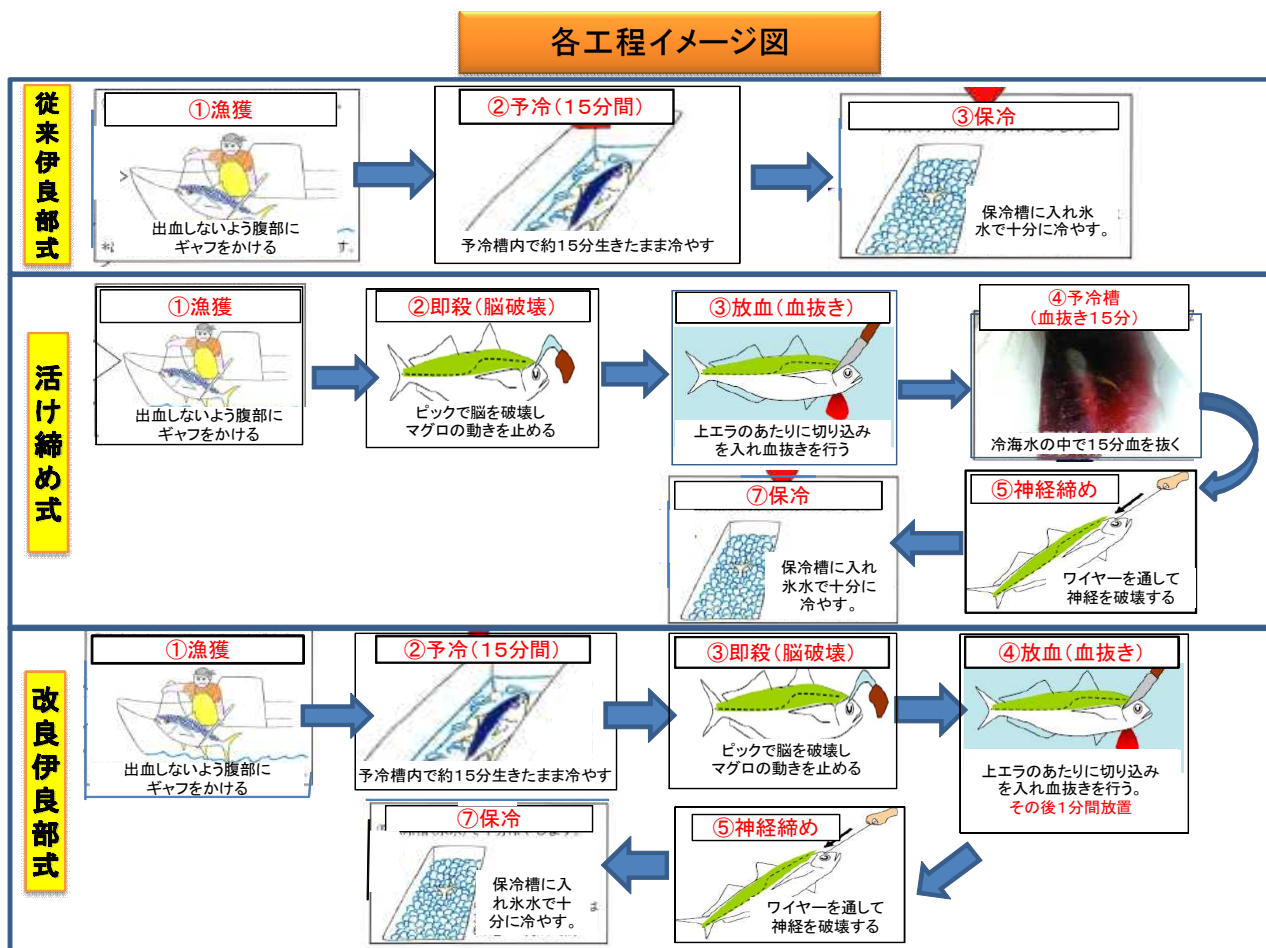 各工程イメージ図
従来伊良部式
①漁獲
出血しないよう腹部に
ギャフをかける
す。
②予冷(15分間)
予冷槽内で約15分生きたまま冷やす
③保冷
保冷槽に入れ氷
水で十分に冷やす。
活け締め式
①漁獲
出血しないよう腹部に
ギャフをかける
②即殺(脳破壊)
ピックで脳を破壊し
マグロの動きを止める
③放血(血抜き)
上エラのあたりに切り込み
を入れ血抜きを行う
④予冷槽
(血抜き15分)
冷海水の中で15分血を抜く
⑤神経締め
ワイヤーを通して
神経を破壊する
⑦保冷
保冷槽に入れ
氷水で十分に
冷やす。
改良伊良部式
①漁獲
出血しないよう腹部に
ギャフをかける
②予冷(15分間)
予冷槽内で約15分生きたまま冷やす
③即殺(脳破壊)
ピックで脳を破壊し
マグロの動きを止める
④放血(血抜き)
上エラのあたりに切り込み
を入れ血抜きを行う。
その後1分間放置
⑤神経締め
ワイヤーを通して
神経を破壊する
⑦保冷
保冷槽に入
れ氷水で十
分に冷やす。